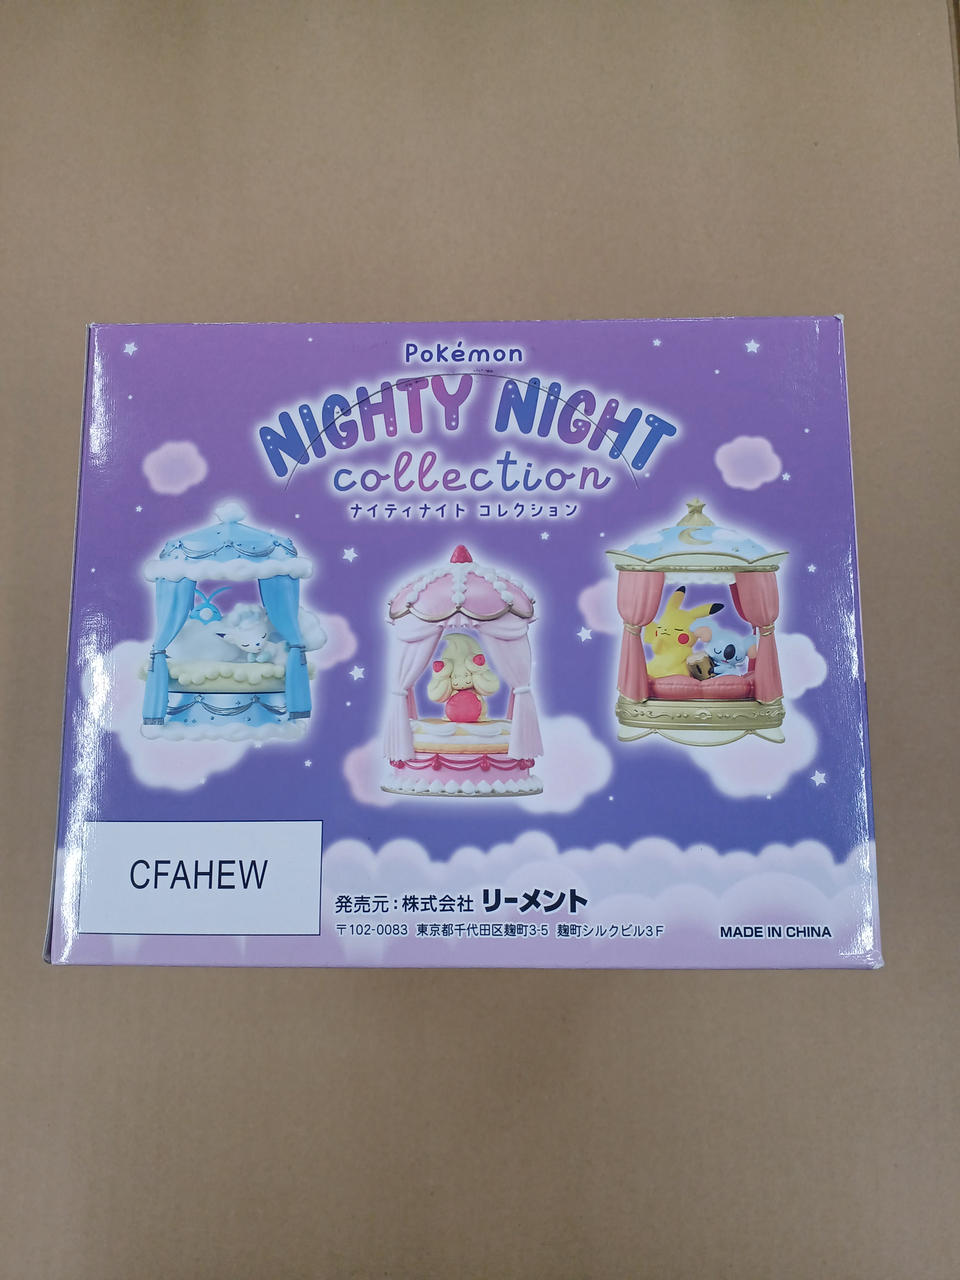 Pokémon
NIGHTY NIGHT
collection
ナイティナイト コレクション
CFAHEW
発売元:株式会社 リーメント
〒102-0083 東京都千代田区麹町3-5 麹町シルクビル3F
MADE IN CHINA